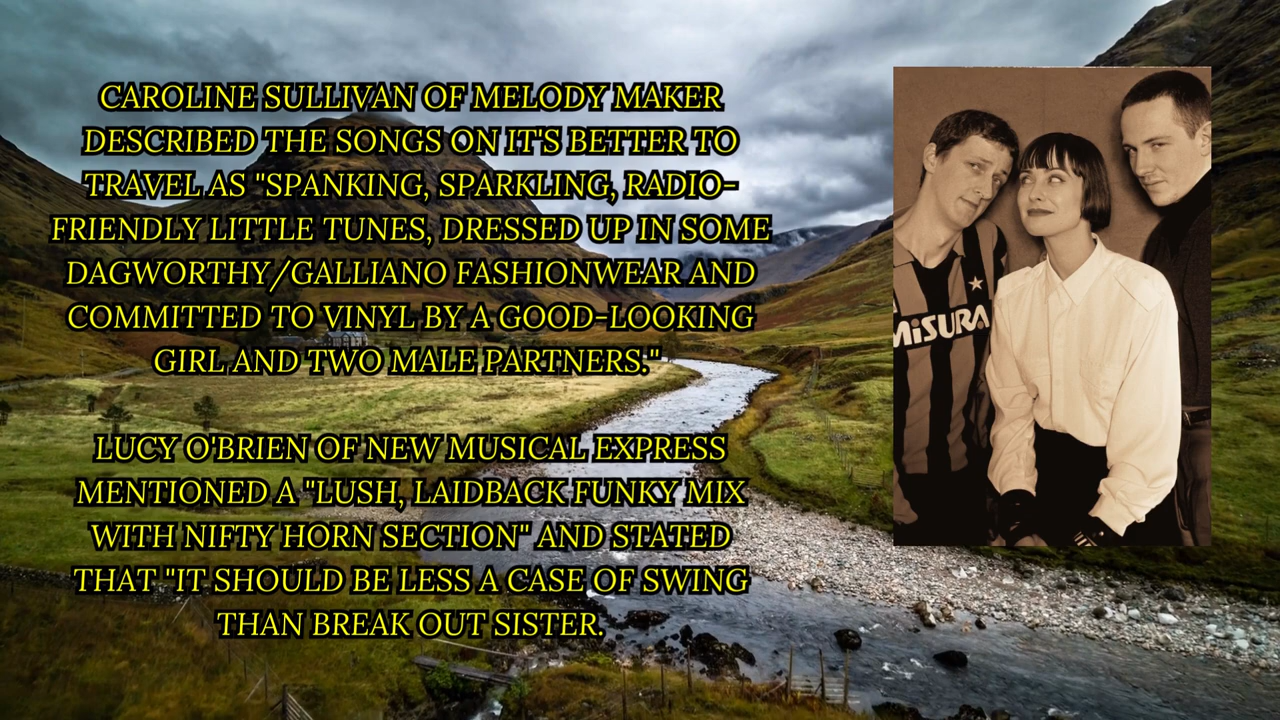 CAROLINE SULLIVAN OF MELODY MAKER
DESCRIBED THE SONGS ON IT'S BETTER TO
TRAVEL AS "SPANKING, SPARKLING, RADIO-
FRIENDLY LITTLE TUNES, DRESSED UP IN SOME
DAGWORTHY/GALLIANO FASHIONWEAR AND
COMMITTED TO VINYL BY A GOOD-LOOKING
GIRL AND TWO MALE PARTNERS."
LUCY O'BRIEN OF NEW MUSICAL EXPRESS
MENTIONED A "LUSH, LAIDBACK FUNKY MIX
WITH NIFTY HORN SECTION" AND STATED
THAT "IT SHOULD BE LESS A CASE OF SWING
THAN BREAK OUT SISTER.
MiSURA